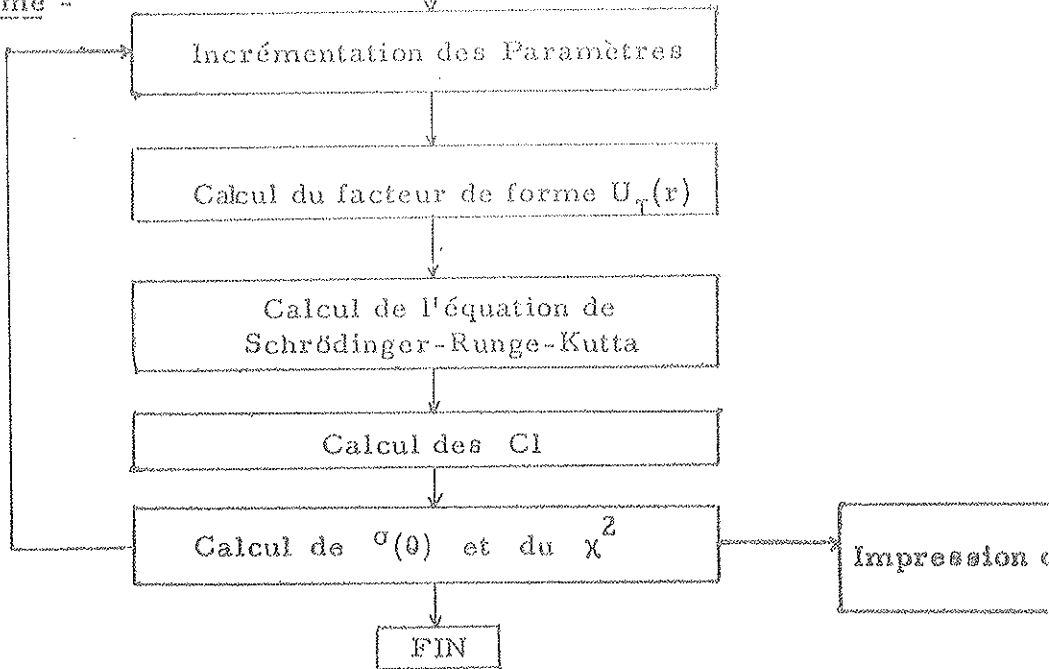 Incrémentation des Paramètres
Calcul du facteur de forme U_T(r)
Calcul de l'équation de
Schrödinger-Runge-Kutta
Calcul des Cl
Calcul de σ(θ) et du χ²
Impression d
FIN